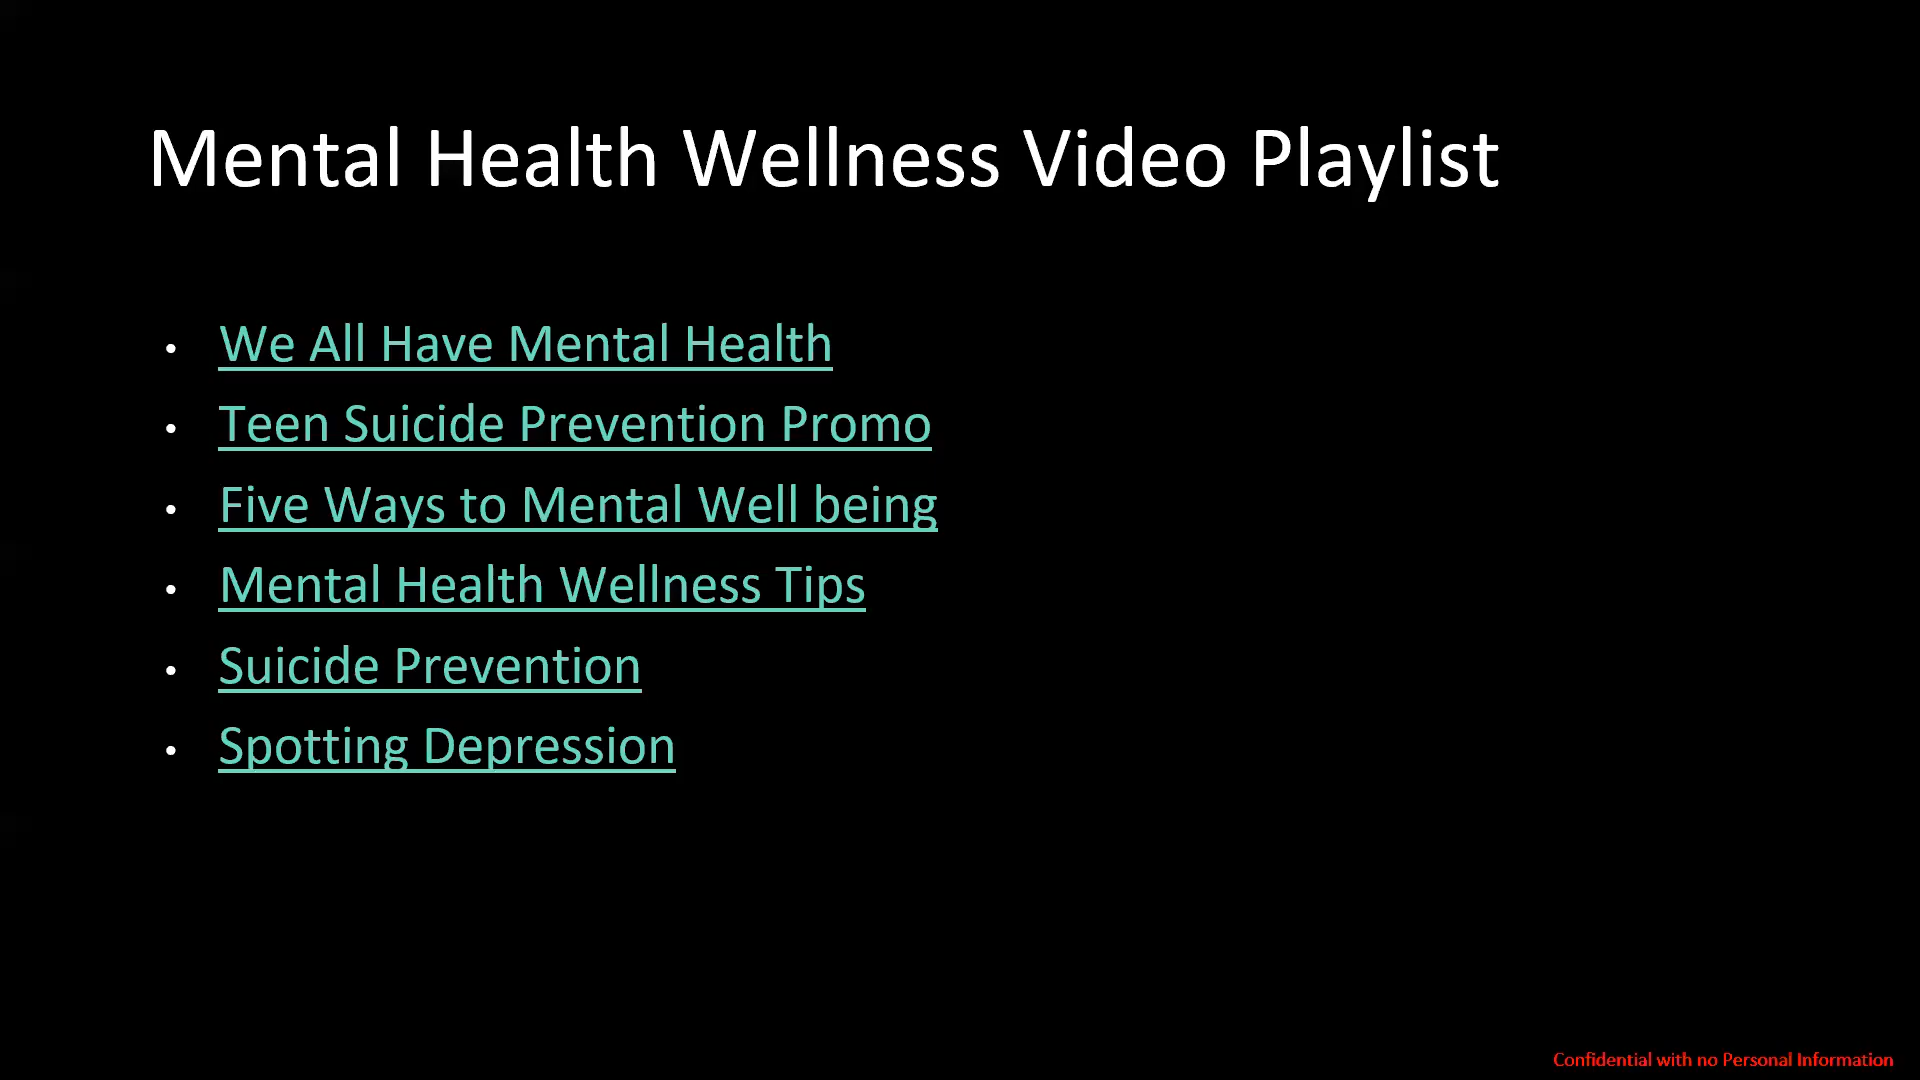 Mental Health Wellness Video Playlist
• We All Have Mental Health
• Teen Suicide Prevention Promo
• Five Ways to Mental Well being
• Mental Health Wellness Tips
• Suicide Prevention
• Spotting Depression
Confidential with no Personal Information